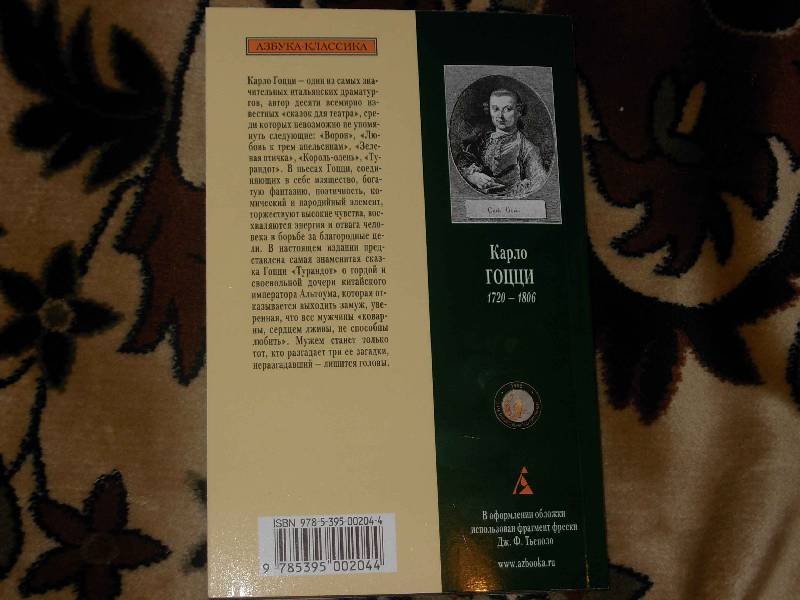 АЗБУКА-КЛАССИКА
Карло Гоцци – один из самых зна-
чительных итальянских драматур-
гов, автор десяти всемирно из-
вестных «сказок для театра», сре-
ди которых невозможно не упомя-
нуть следующие: «Ворон», «Лю-
бовь к трем апельсинам», «Зеле-
ная птичка», «Король-олень», «Ту-
рандот». В пьесах Гоцци, соеди-
няющих в себе изящество, бога-
тую фантазию, поэтичность, ко-
мический и пародийный элемент,
торжествуют высокие чувства, вос-
хваляются энергия и отвага чело-
века в борьбе за благородные це-
ли. В настоящем издании пред-
ставлена самая знаменитая сказ-
ка Гоцци «Турандот» о гордой и
своевольной дочери китайского
императора Альтоума, которая от-
казывается выходить замуж, уве-
ренная, что все мужчины «ковар-
ны, сердцем лживы, не способны
любить». Мужем станет только
тот, кто разгадает три ее загадки,
неразгадавший – лишится головы.
ISBN 978-5-395-00204-4
9 785395 002044
Карло
ГОЦЦИ
1720 – 1806
В оформлении обложки
использован фрагмент фрески
Дж. Ф. Тьеполо
www.azbooka.ru